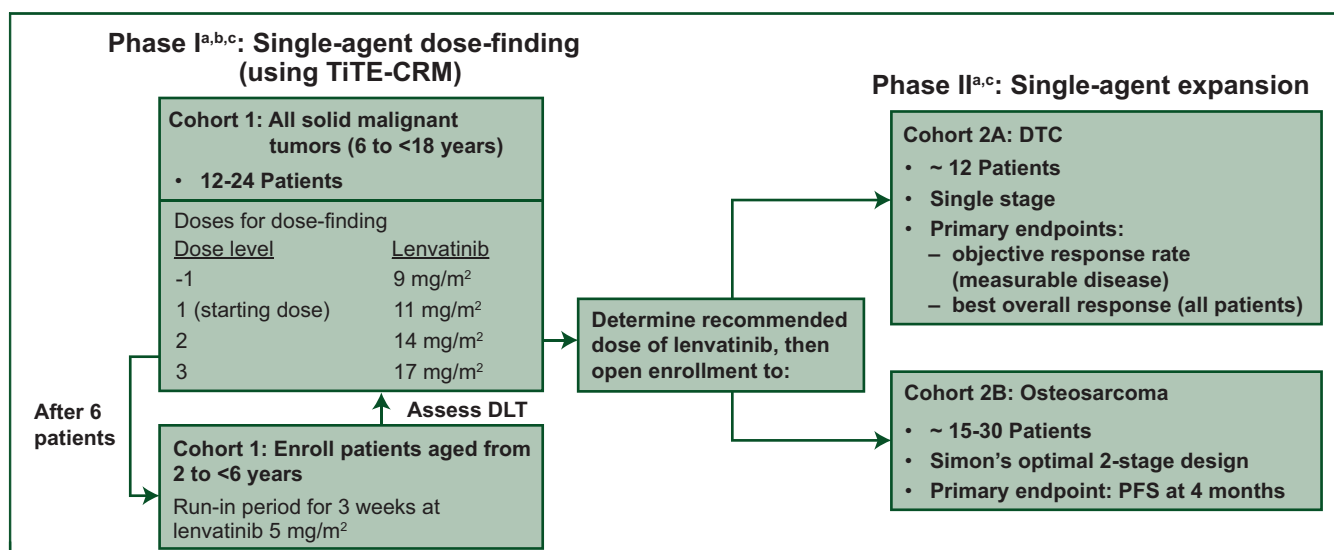 Phase Iᵃ,ᵇ,ᶜ: Single-agent dose-finding
(using TiTE-CRM)
Cohort 1: All solid malignant
tumors (6 to <18 years)
• 12-24 Patients
Doses for dose-finding
Dose level Lenvatinib
-1 9 mg/m²
1 (starting dose) 11 mg/m²
2 14 mg/m²
3 17 mg/m²
After 6
patients
Assess DLT
Cohort 1: Enroll patients aged from
2 to <6 years
Run-in period for 3 weeks at
lenvatinib 5 mg/m²
Determine recommended
dose of lenvatinib, then
open enrollment to:
Phase IIᵃ,ᶜ: Single-agent expansion
Cohort 2A: DTC
• ~ 12 Patients
• Single stage
• Primary endpoints:
– objective response rate
(measurable disease)
– best overall response (all patients)
Cohort 2B: Osteosarcoma
• ~ 15-30 Patients
• Simon's optimal 2-stage design
• Primary endpoint: PFS at 4 months